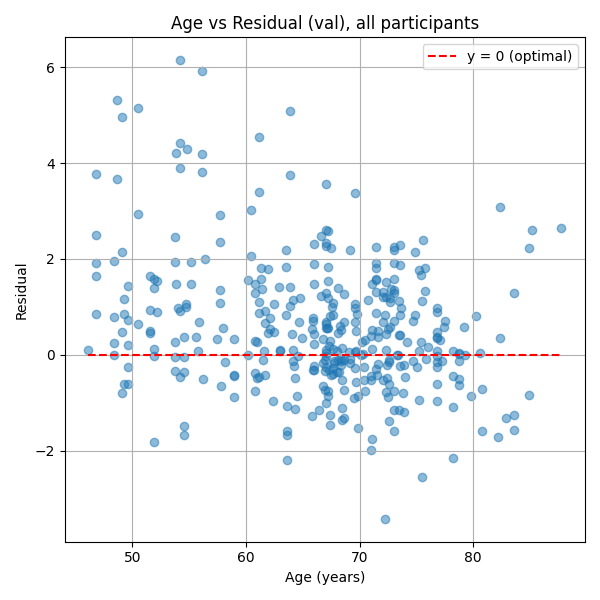 Age vs Residual (val), all participants
y = 0 (optimal)
6
4
2
0
−2
Residual
50 60 70 80
Age (years)